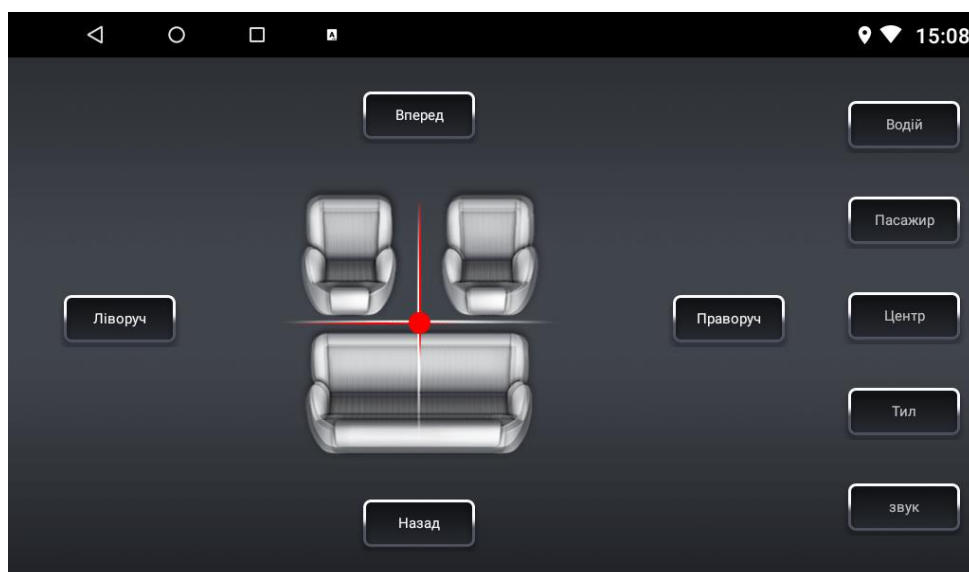 15:08
Вперед
Водій
Пасажир
Ліворуч
Праворуч
Центр
Тил
Назад
звук